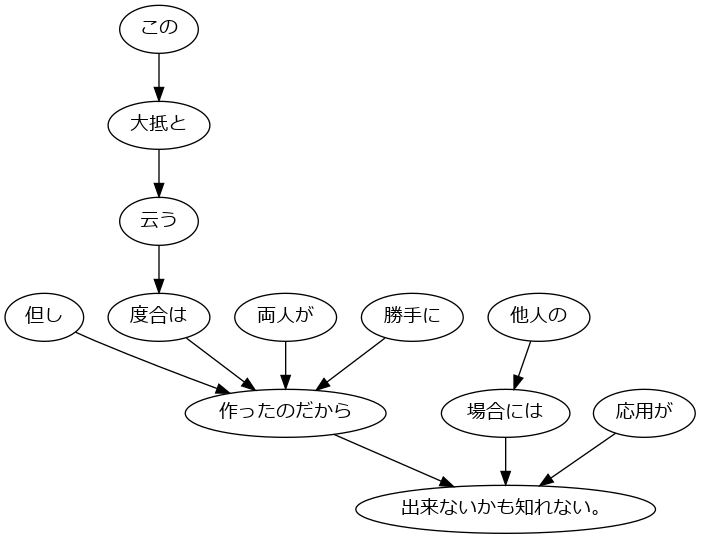 この
大抵と
云う
但し
度合は
両人が
勝手に
他人の
作ったのだから
場合には
応用が
出来ないかも知れない。